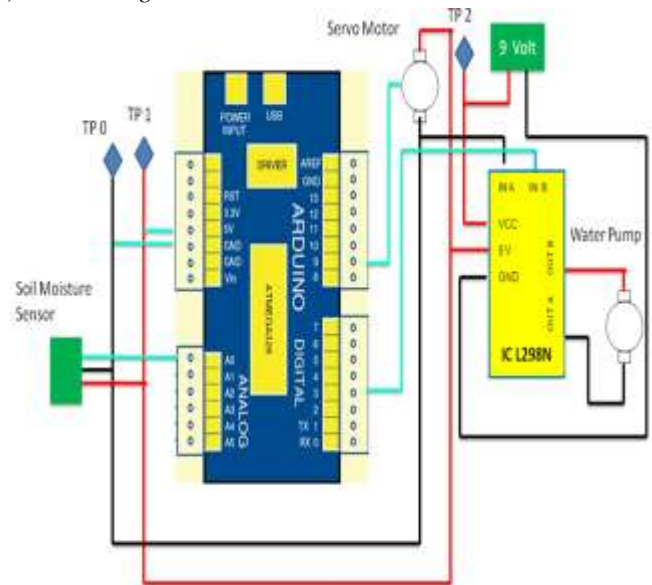 Servo Motor
TP 2
9 Volt
TP 0
TP 1
POWER INPUT
USB
DRIVER
AREF
GND
13
12
11
10
9
8
RST
3.3V
5V
GND
GND
Vin
ARDUINO
ATMEGA328
IN A
IN B
VCC
5V
GND
OUT B
OUT A
IC L298N
Water Pump
Soil Moisture
Sensor
A0
A1
A2
A3
A4
A5
ANALOG
DIGITAL
7
6
5
4
3
2
TX 1
RX 0